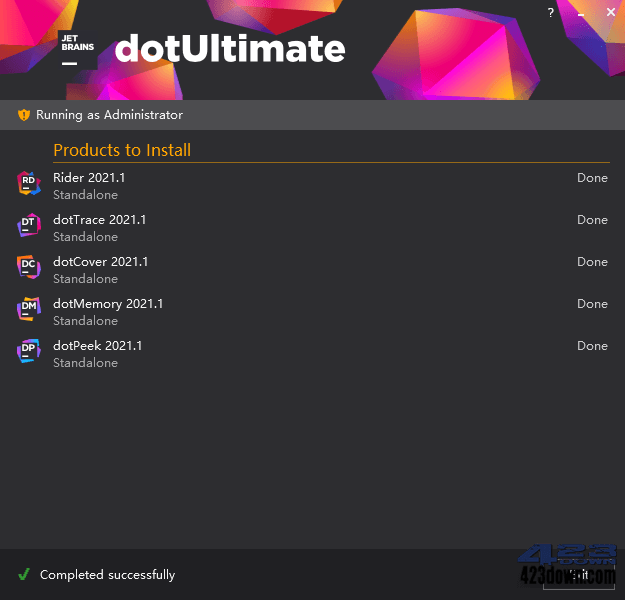 ?
JET
BRAINS
dotUltimate
Running as Administrator
Products to Install
RD
Rider 2021.1
Done
Standalone
DT
dotTrace 2021.1
Done
Standalone
DC
dotCover 2021.1
Done
Standalone
DM
dotMemory 2021.1
Done
Standalone
DP
dotPeek 2021.1
Done
Standalone
Completed successfully
423
DOWN
423down.com